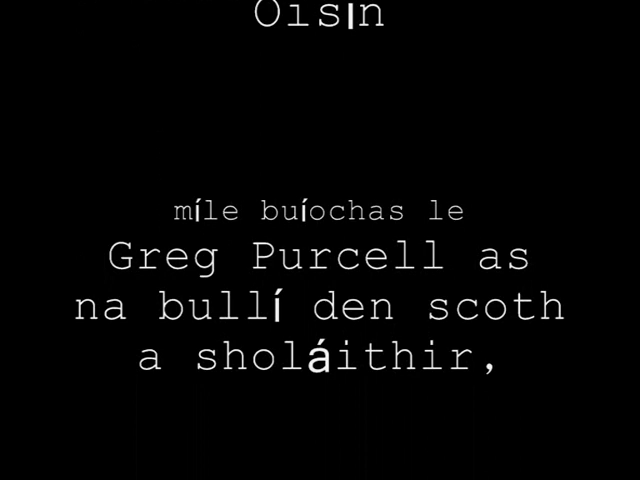 Oisín
míle buíochas le
Greg Purcell as
na bullí den scoth
a sholáithir,